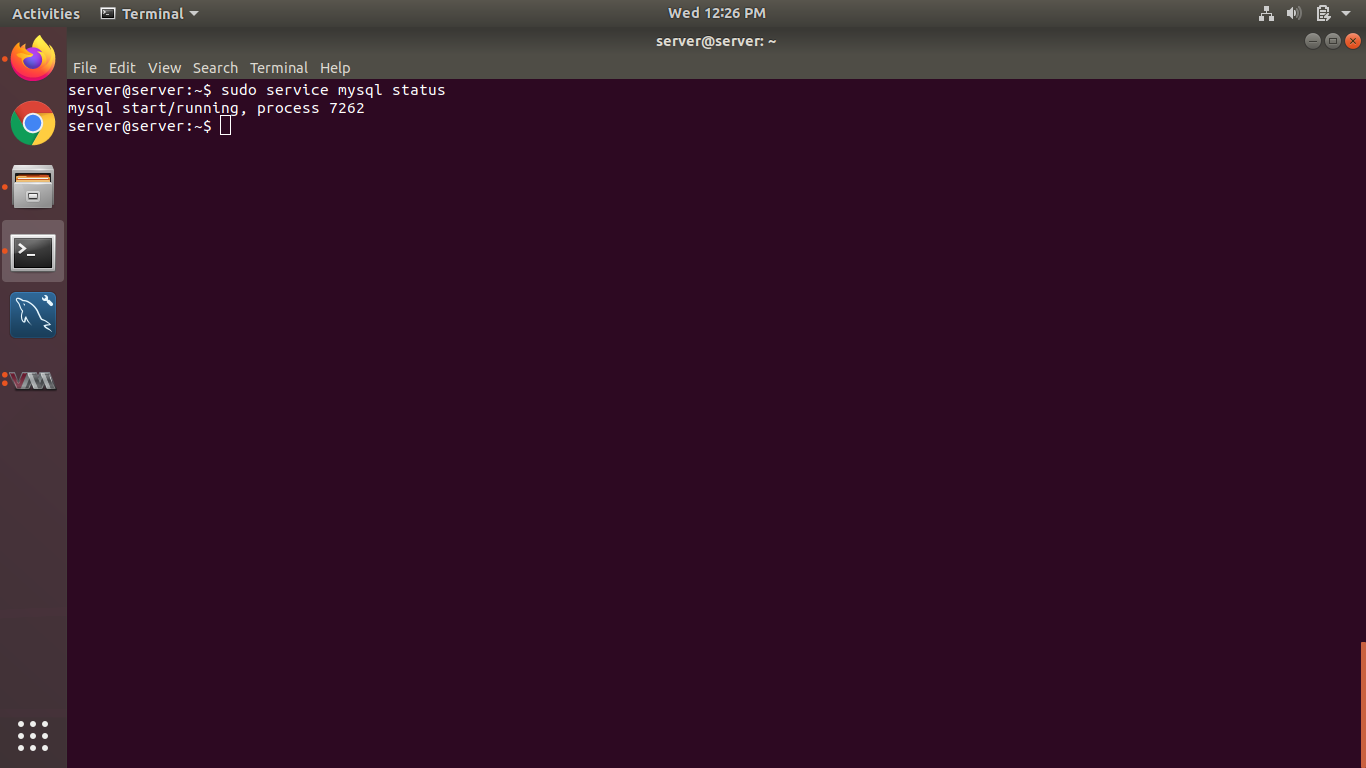 Activities Terminal Wed 12:26 PM
server@server: ~
File Edit View Search Terminal Help
server@server:~$ sudo service mysql status
mysql start/running, process 7262
server@server:~$